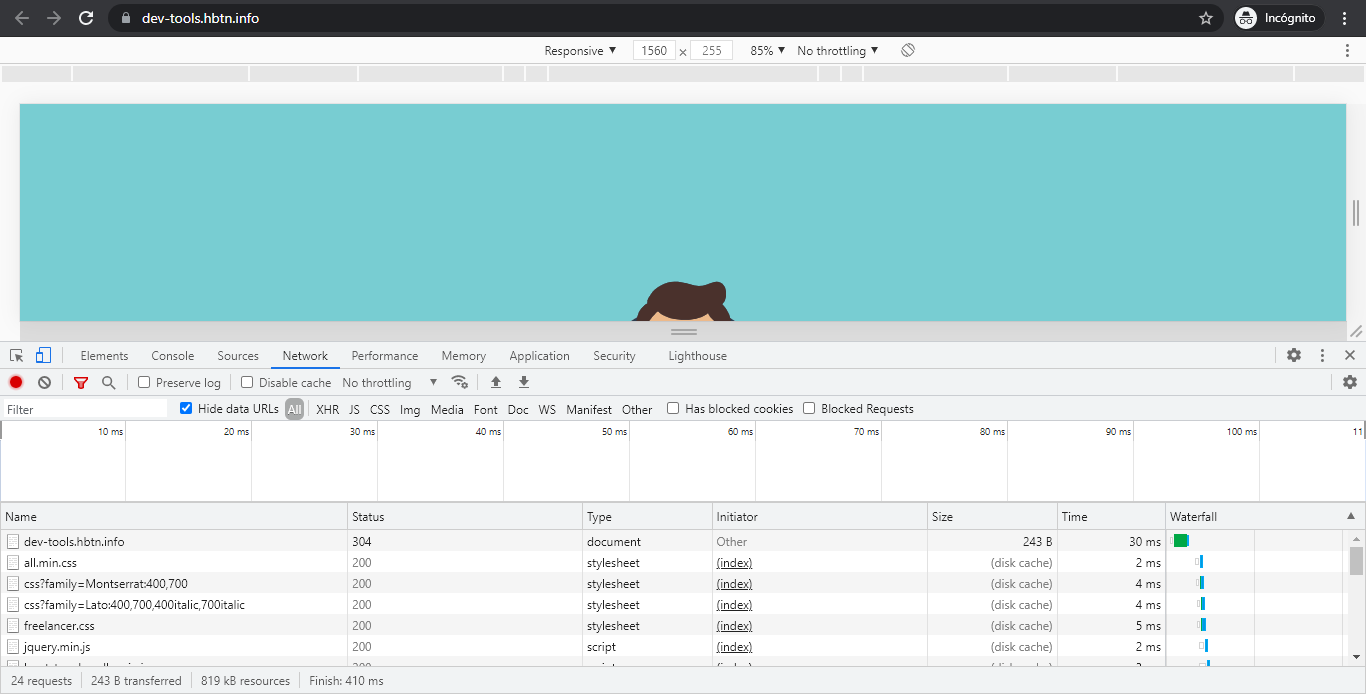 dev-tools.hbtn.info Incógnito
Responsive ▼ 1560 × 255 85% ▼ No throttling ▼
Elements Console Sources Network Performance Memory Application Security Lighthouse
Preserve log Disable cache No throttling ▼
Filter Hide data URLs All XHR JS CSS Img Media Font Doc WS Manifest Other Has blocked cookies Blocked Requests
10 ms 20 ms 30 ms 40 ms 50 ms 60 ms 70 ms 80 ms 90 ms 100 ms 11
Name Status Type Initiator Size Time Waterfall
dev-tools.hbtn.info 304 document Other 243 B 30 ms
all.min.css 200 stylesheet (index) (disk cache) 2 ms
css?family=Montserrat:400,700 200 stylesheet (index) (disk cache) 4 ms
css?family=Lato:400,700,400italic,700italic 200 stylesheet (index) (disk cache) 4 ms
freelancer.css 200 stylesheet (index) (disk cache) 5 ms
jquery.min.js 200 script (index) (disk cache) 2 ms
24 requests 243 B transferred 819 kB resources Finish: 410 ms